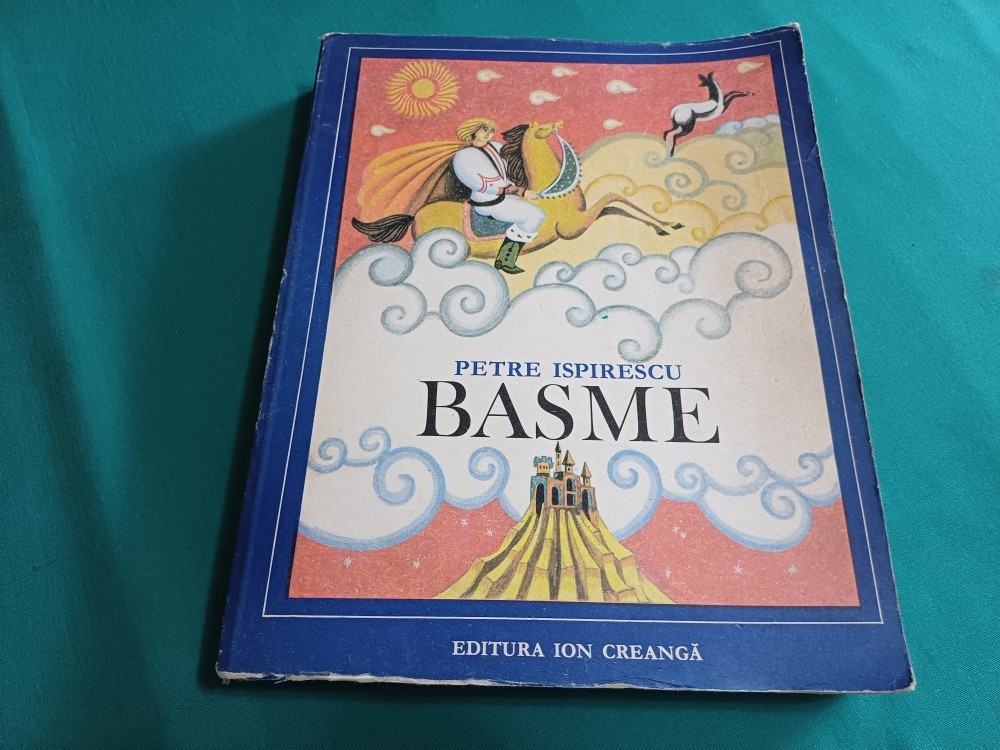 PETRE ISPIRESCU
BASME
EDITURA ION CREANGĂ